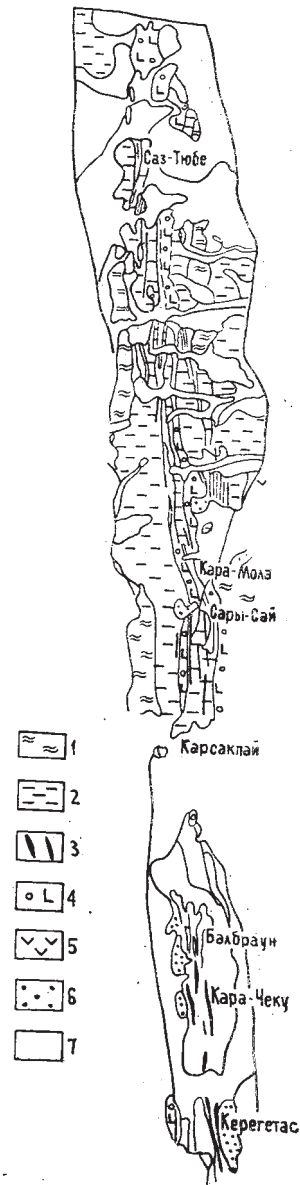 Саз-Тюбе
Кара-Молэ
Сары-Сай
Карсаклай
1
2
3
4
5
6
7
Балбраун
Кара-Чеку
Керегетас